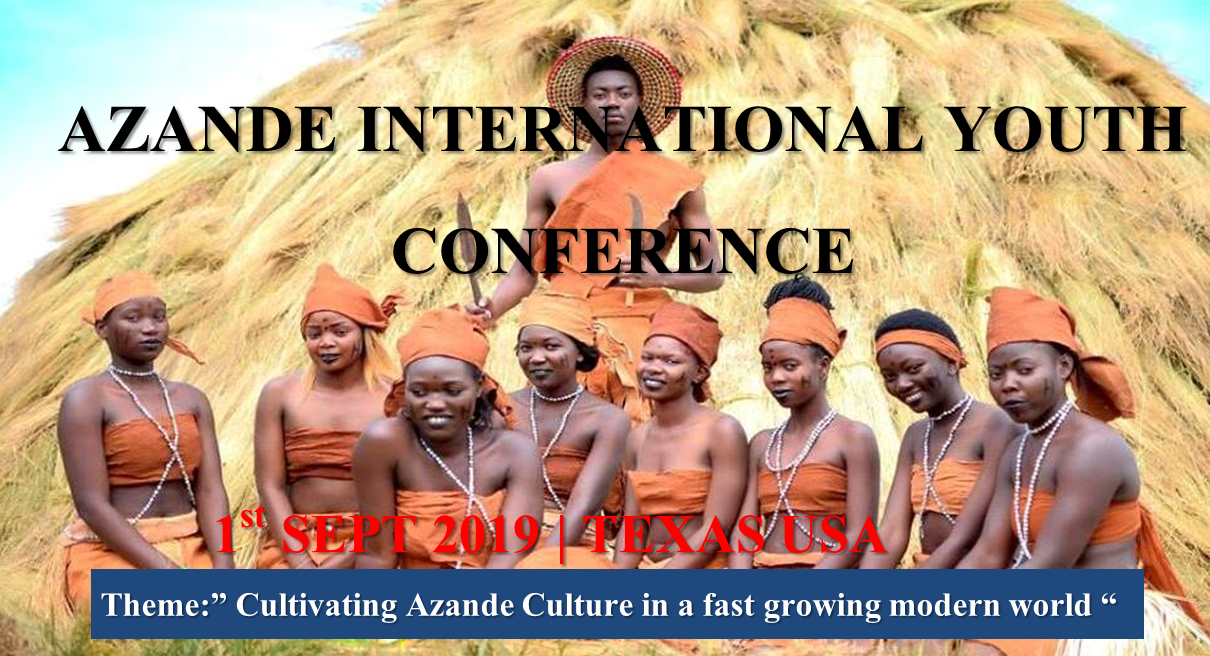 AZANDE INTERNATIONAL YOUTH
CONFERENCE
1st SEPT 2019 | TEXAS USA
Theme:” Cultivating Azande Culture in a fast growing modern world “